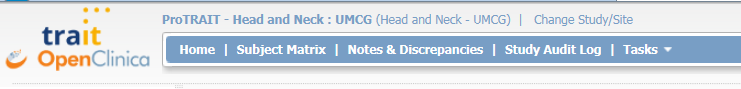 ProTRAIT - Head and Neck : UMCG (Head and Neck - UMCG) | Change Study/Site
trait
OpenClinica
Home | Subject Matrix | Notes & Discrepancies | Study Audit Log | Tasks